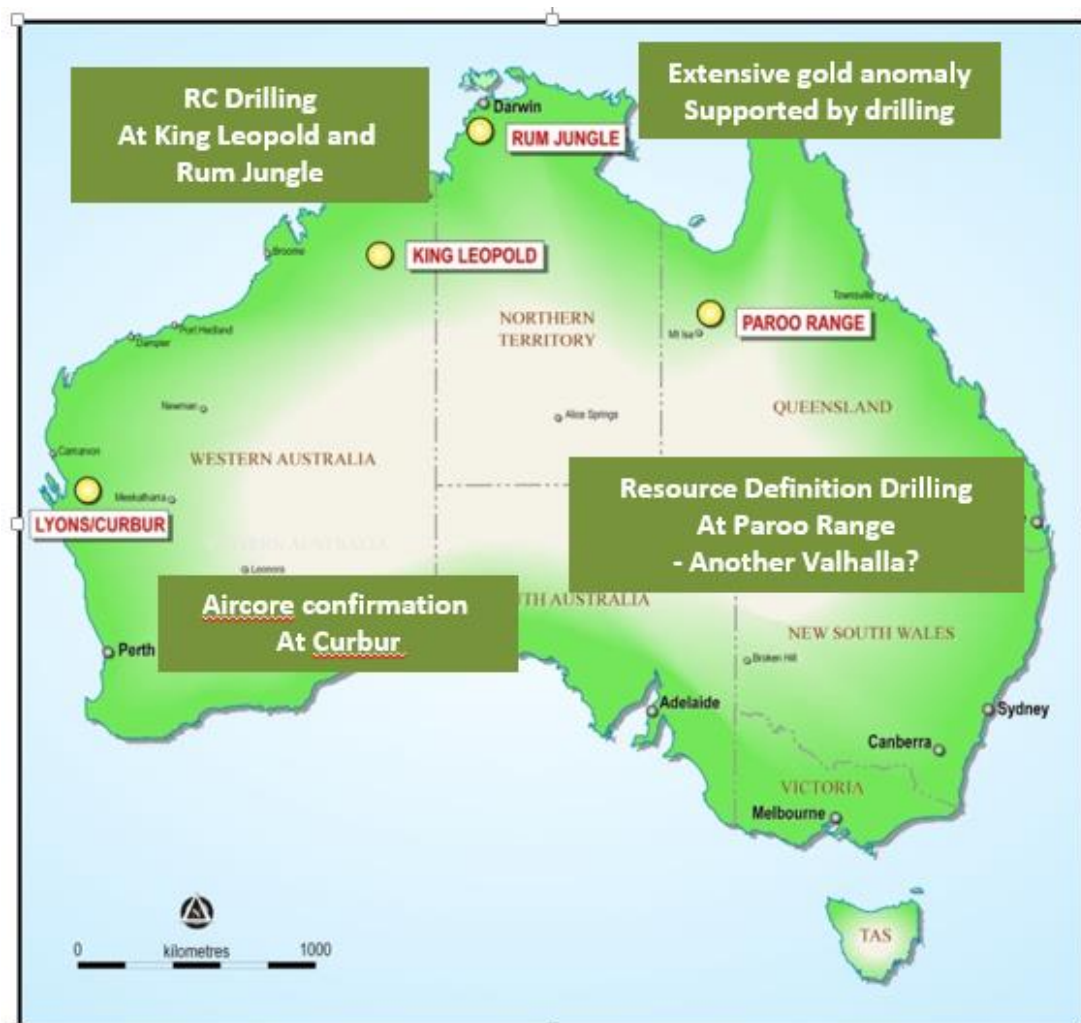 RC Drilling
At King Leopold and
Rum Jungle
Extensive gold anomaly
Supported by drilling
Darwin
RUM JUNGLE
Broome
KING LEOPOLD
Port Hedland
Dampier
NORTHERN
TERRITORY
Townsville
Mt Isa
PAROO RANGE
Newman
Alice Springs
QUEENSLAND
Carnarvon
WESTERN AUSTRALIA
Meekatharra
LYONS/CURBUR
Resource Definition Drilling
At Paroo Range
- Another Valhalla?
Leonora
Aircore confirmation
At Curbur
AUSTRALIA
Perth
NEW SOUTH WALES
Broken Hill
Adelaide
Sydney
Canberra
VICTORIA
Melbourne
TAS
0 kilometres 1000